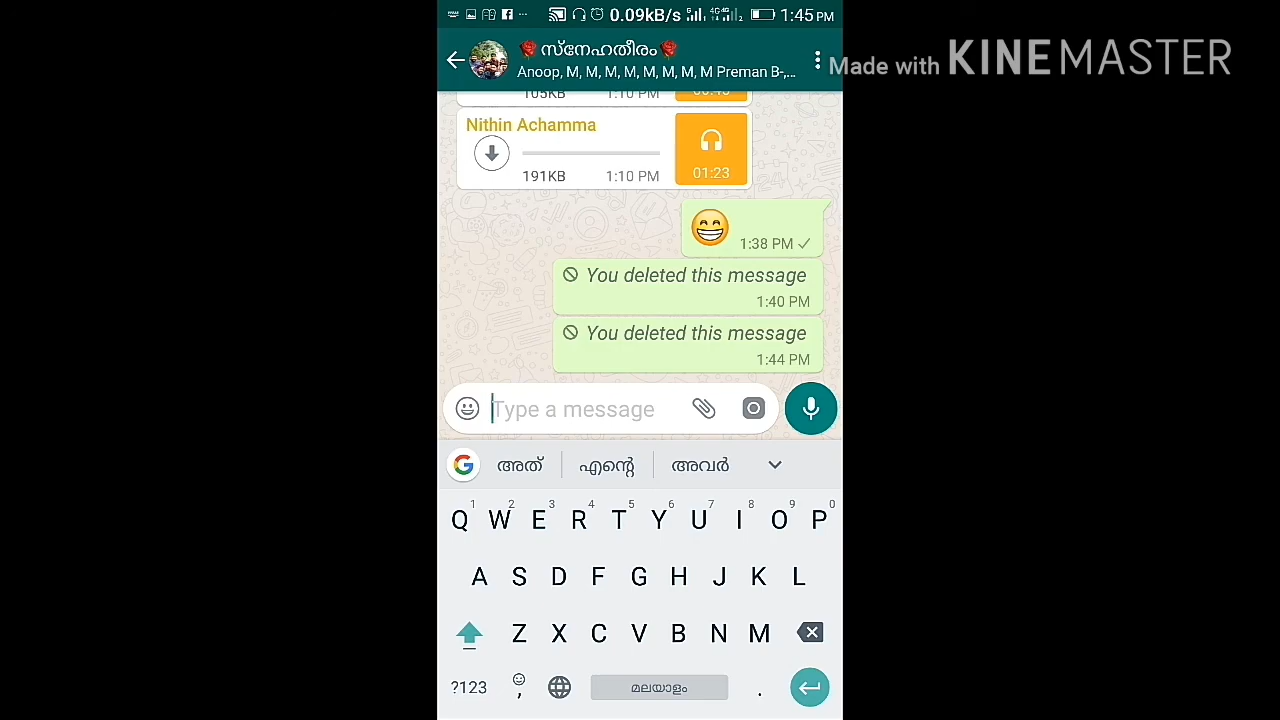 0.09kB/s 4G 4G 2 1:45 PM
Made with KINEMASTER
🌹സ്നേഹതീരം🌹
Anoop, M, M, M, M, M, M, M, M Preman B-,...
105KB 1:10 PM
Nithin Achamma
191KB 1:10 PM 01:23
😁 1:38 PM
You deleted this message
1:40 PM
You deleted this message
1:44 PM
Type a message
G അത് എന്റെ അവർ
1 2 3 4 5 6 7 8 9 0
Q W E R T Y U I O P
A S D F G H J K L
Z X C V B N M
?123 , മലയാളം .